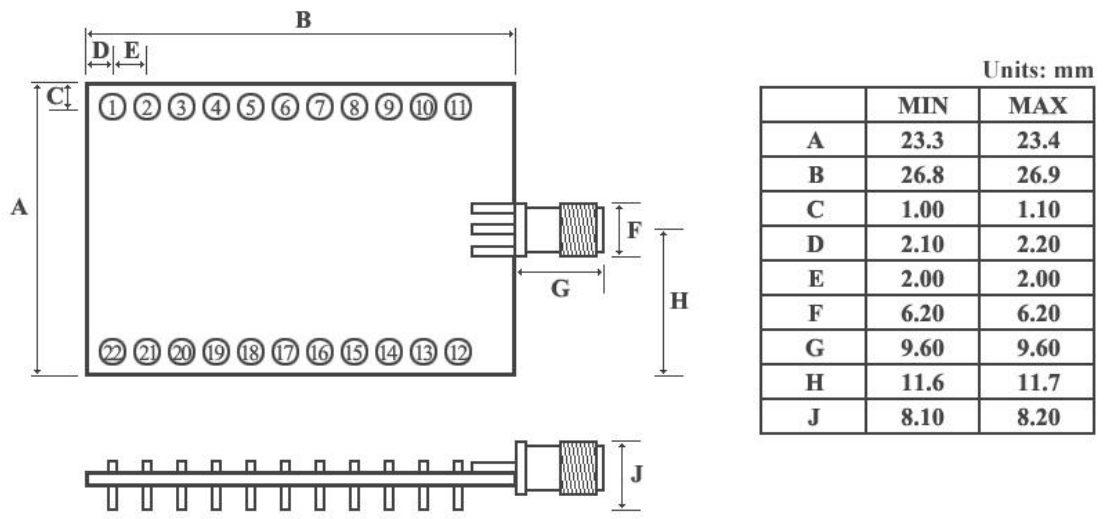 B
D E
C
① ② ③ ④ ⑤ ⑥ ⑦ ⑧ ⑨ ⑩ ⑪
A
F
G
H
㉒ ㉑ ⑳ ⑲ ⑱ ⑰ ⑯ ⑮ ⑭ ⑬ ⑫
J
Units: mm
MIN MAX
A 23.3 23.4
B 26.8 26.9
C 1.00 1.10
D 2.10 2.20
E 2.00 2.00
F 6.20 6.20
G 9.60 9.60
H 11.6 11.7
J 8.10 8.20